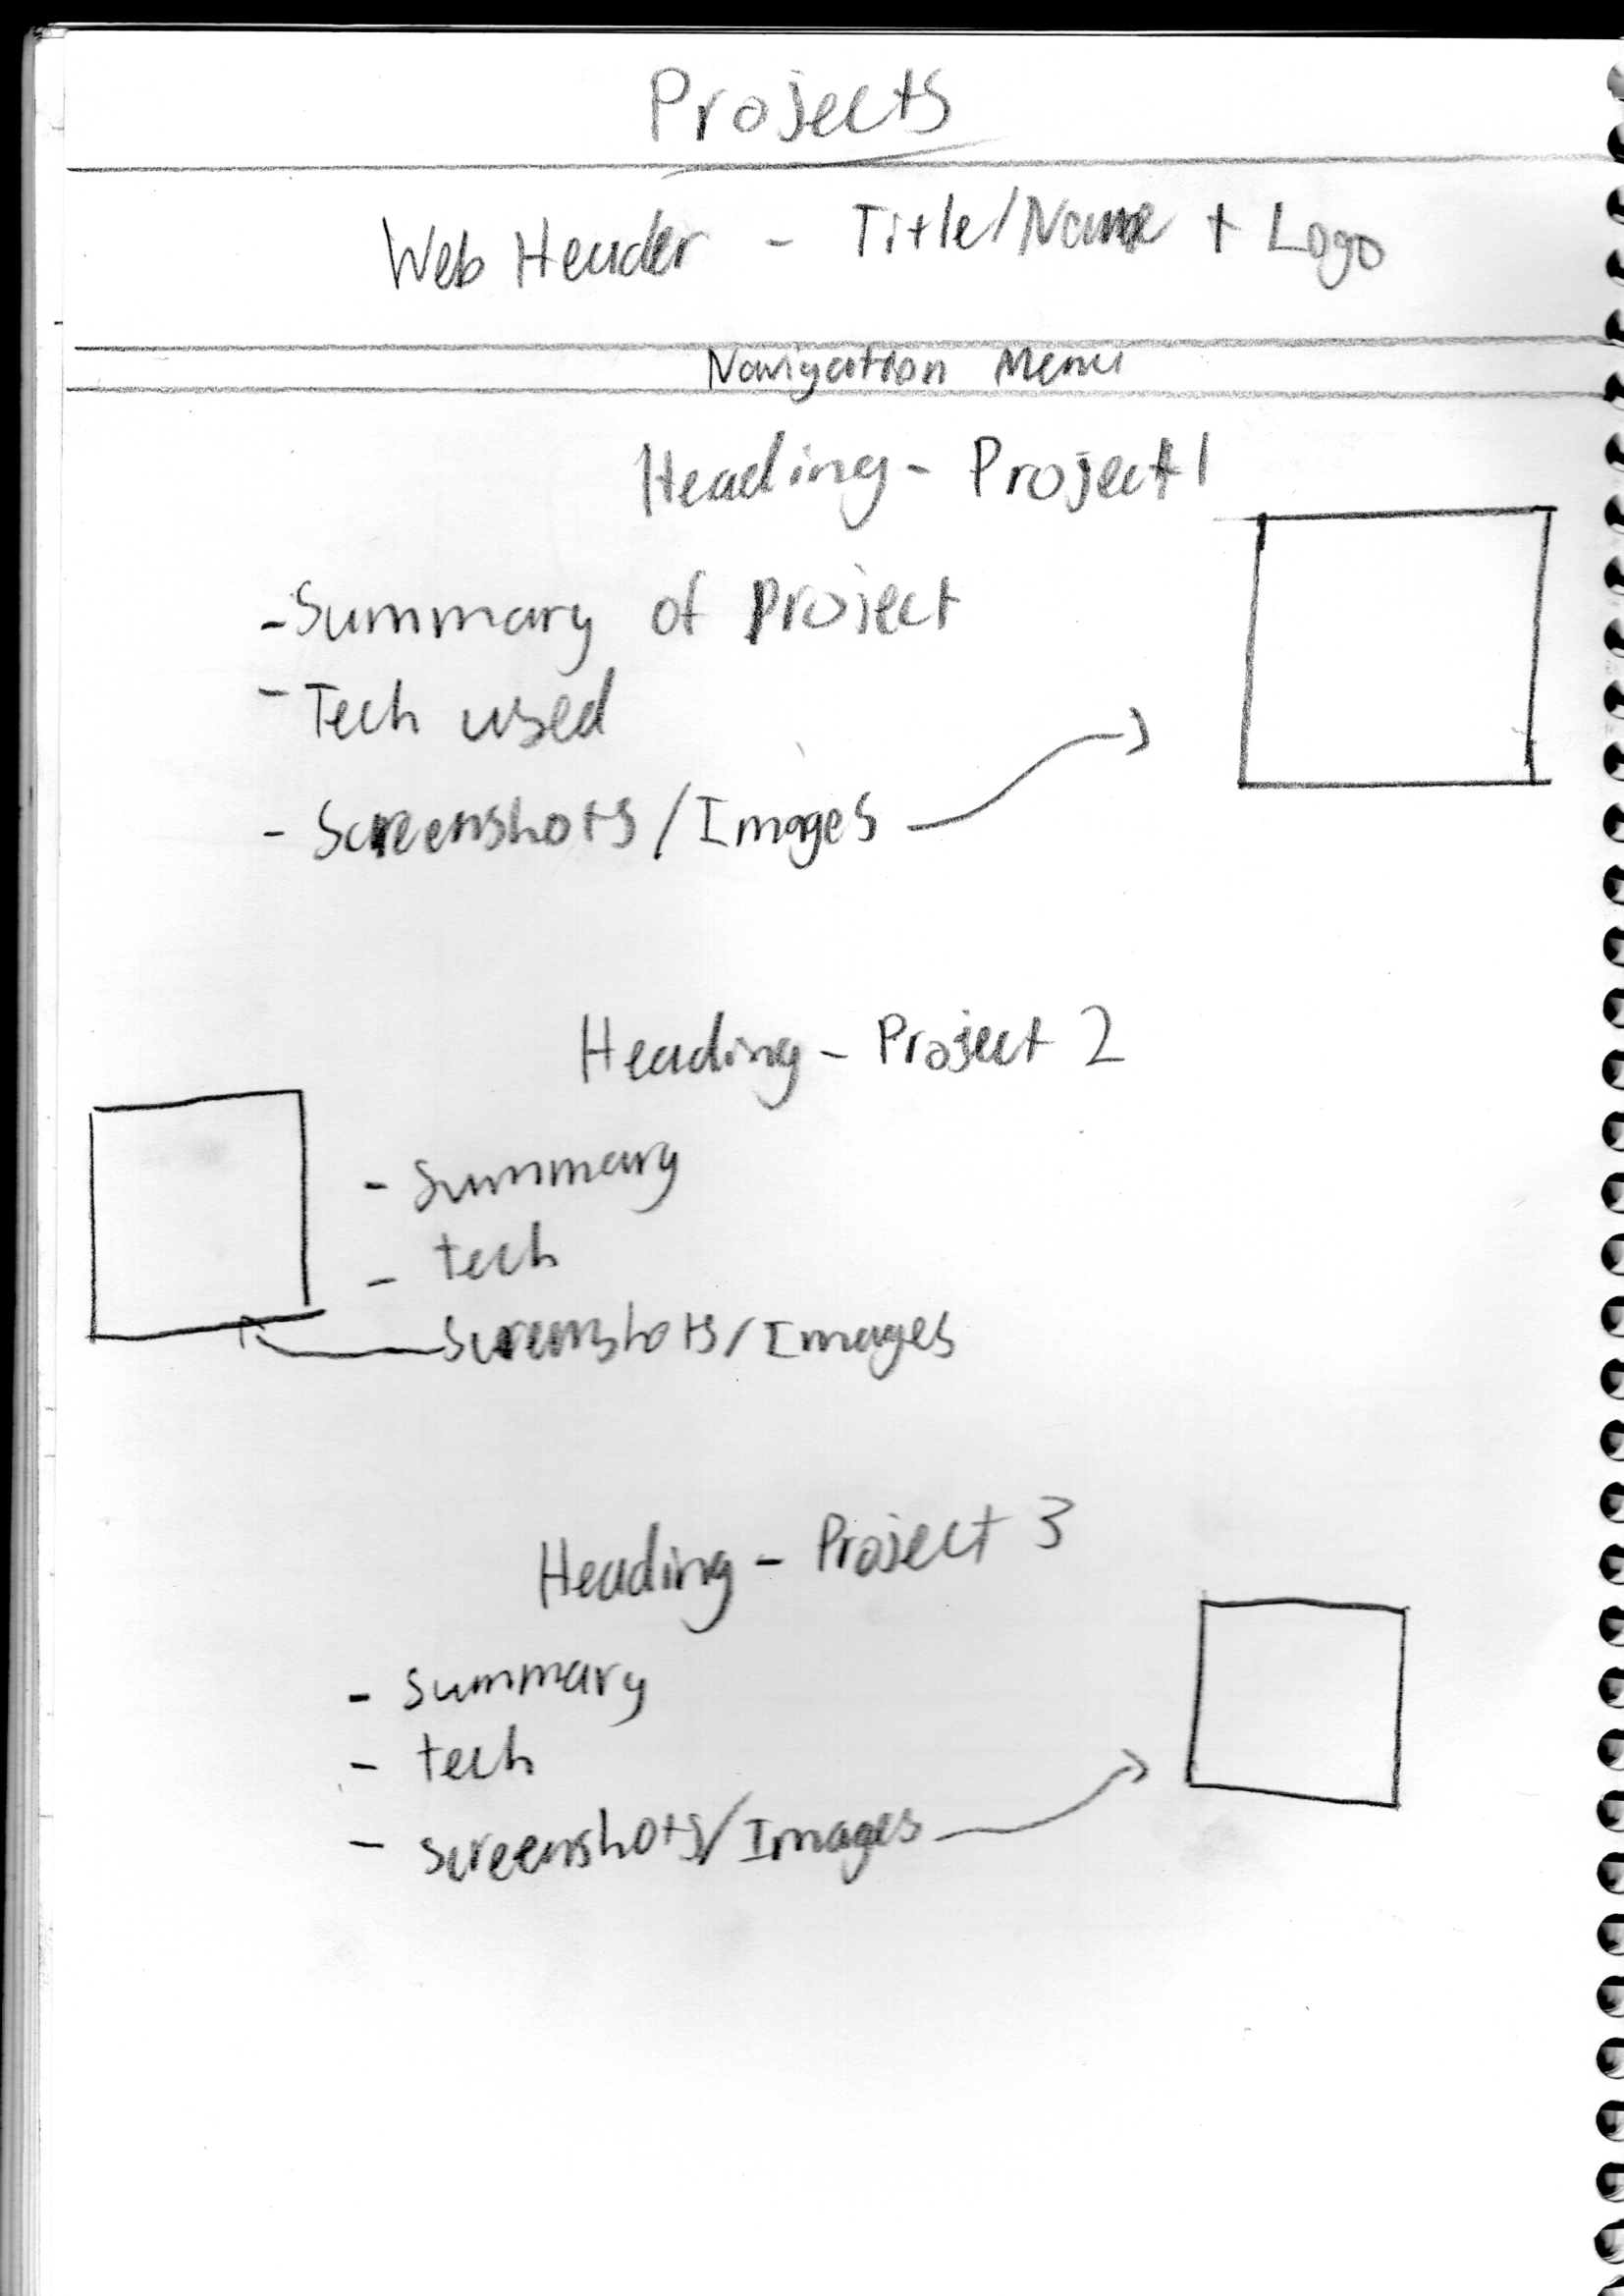 Projects
Web Header - Title/Name + Logo
Navigation Menu
Heading - Project 1
- Summary of Project
- Tech used
- Screenshots/Images
Heading - Project 2
- Summary
- tech
Screenshots/Images
Heading - Project 3
- summary
- tech
- screenshots/Images